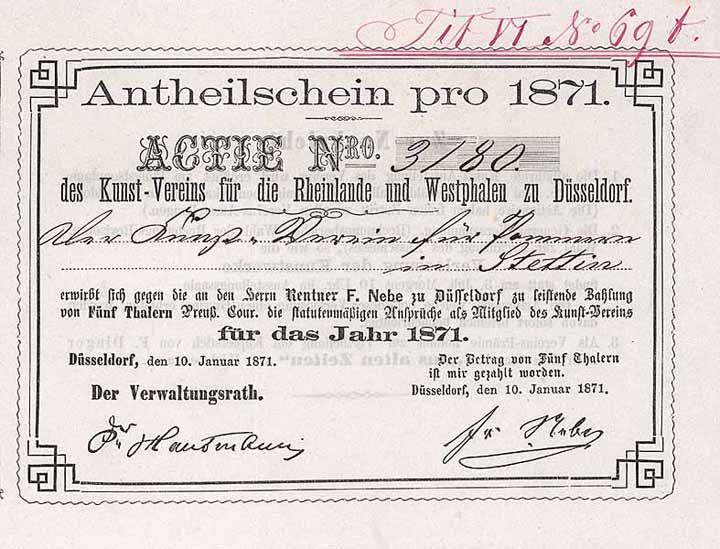 Tit VI No 69 t.
Antheilschein pro 1871.
ACTIE NRO. 3180
des Kunst-Vereins für die Rheinlande und Westphalen zu Düsseldorf.
Der Kunst-Verein für Pommern
in Stettin
erwirbt sich gegen die an den Herrn Rentner F. Nebe zu Düsseldorf zu leistende Zahlung
von Fünf Thalern Preuß. Cour. die statutenmäßigen Ansprüche als Mitglied des Kunst-Vereins
für das Jahr 1871.
Düsseldorf, den 10. Januar 1871.
Der Verwaltungsrath.
Der Betrag von Fünf Thalern
ist mir gezahlt worden.
Düsseldorf, den 10. Januar 1871.
Fr. Nebe